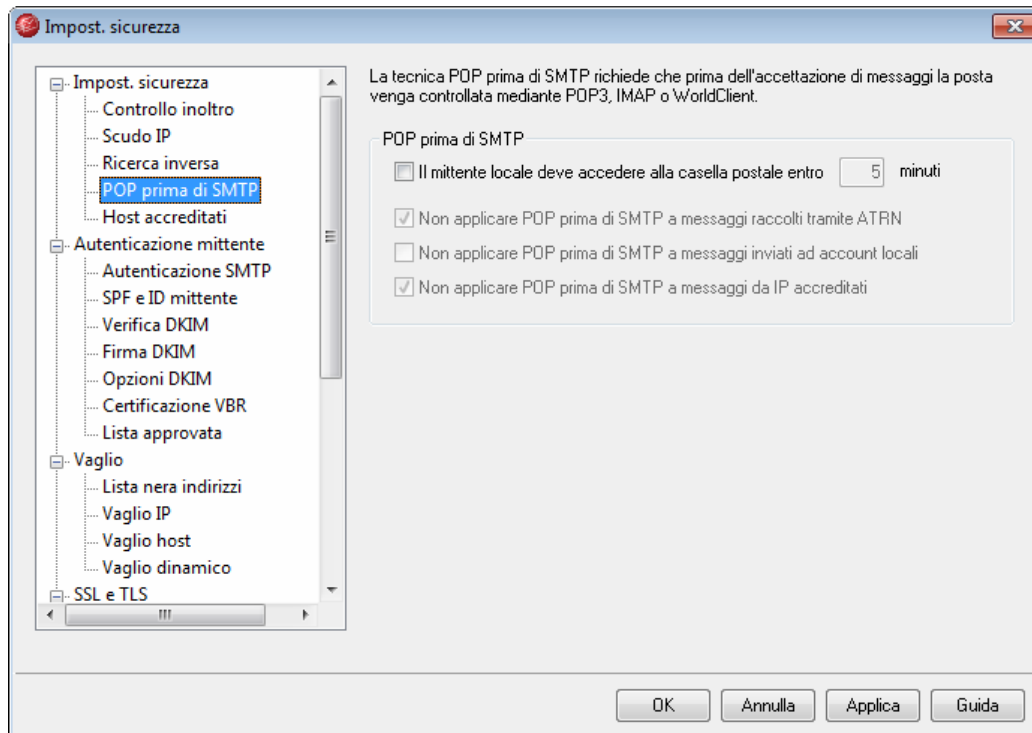 Impost. sicurezza
Impost. sicurezza
Controllo inoltro
Scudo IP
Ricerca inversa
POP prima di SMTP
Host accreditati
Autenticazione mittente
Autenticazione SMTP
SPF e ID mittente
Verifica DKIM
Firma DKIM
Opzioni DKIM
Certificazione VBR
Lista approvata
Vaglio
Lista nera indirizzi
Vaglio IP
Vaglio host
Vaglio dinamico
SSL e TLS
La tecnica POP prima di SMTP richiede che prima dell'accettazione di messaggi la posta
venga controllata mediante POP3, IMAP o WorldClient.
POP prima di SMTP
Il mittente locale deve accedere alla casella postale entro 5 minuti
Non applicare POP prima di SMTP a messaggi raccolti tramite ATRN
Non applicare POP prima di SMTP a messaggi inviati ad account locali
Non applicare POP prima di SMTP a messaggi da IP accreditati
OK Annulla Applica Guida